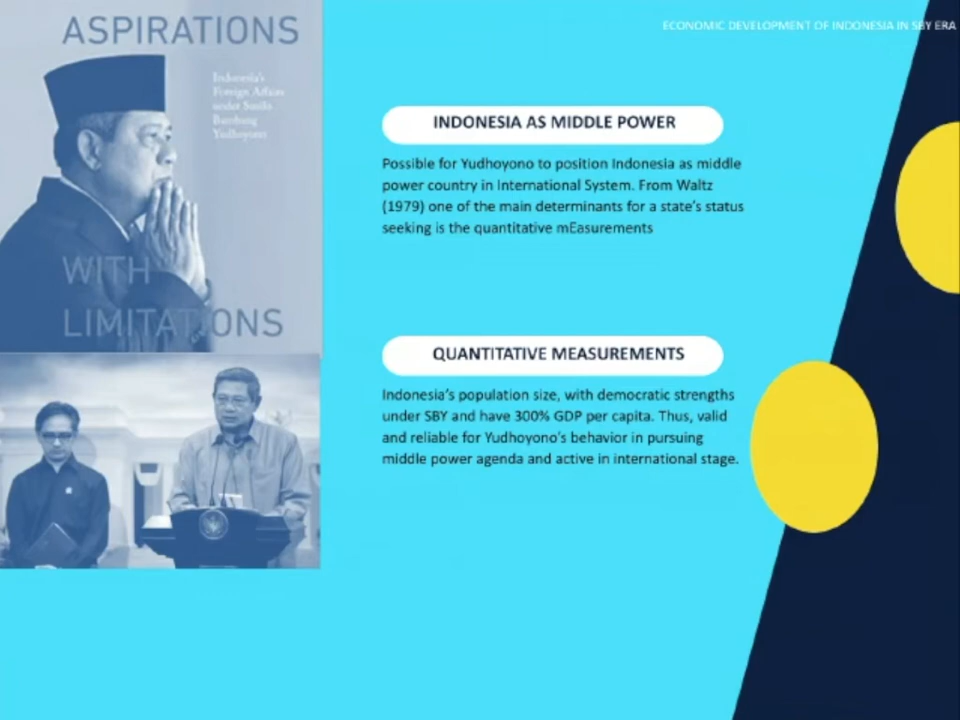 ASPIRATIONS
Indonesia's
Foreign Affairs
under Susilo
Bambang
Yudhoyono
WITH
LIMITATIONS
ECONOMIC DEVELOPMENT OF INDONESIA IN SBY ERA
INDONESIA AS MIDDLE POWER
Possible for Yudhoyono to position Indonesia as middle
power country in International System. From Waltz
(1979) one of the main determinants for a state's status
seeking is the quantitative mEasurements
QUANTITATIVE MEASUREMENTS
Indonesia's population size, with democratic strengths
under SBY and have 300% GDP per capita. Thus, valid
and reliable for Yudhoyono's behavior in pursuing
middle power agenda and active in international stage.